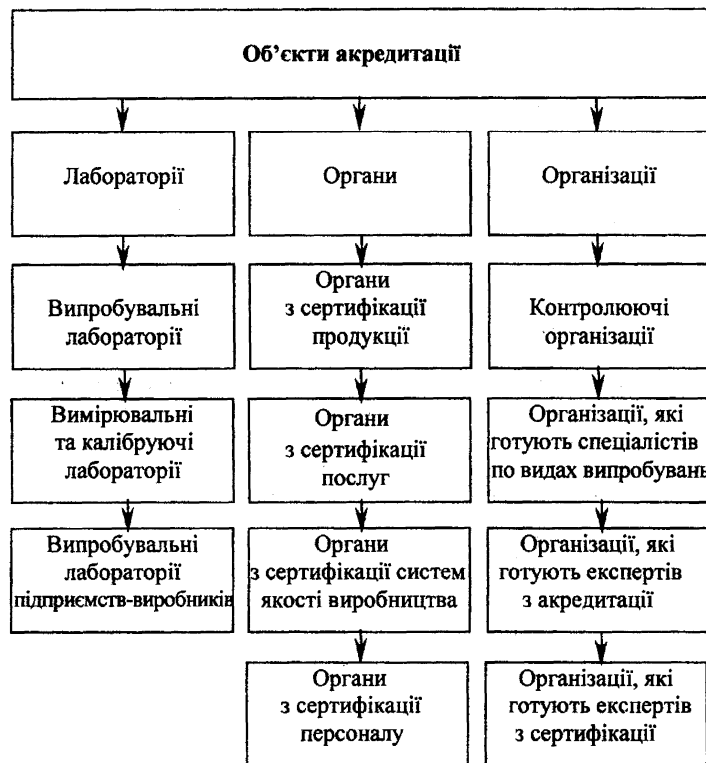 Об’єкти акредитації
Лабораторії
Органи
Організації
Випробувальні
лабораторії
Органи
з сертифікації
продукції
Контролюючі
організації
Вимірювальні
та калібруючі
лабораторії
Органи
з сертифікації
послуг
Організації, які
готують спеціалістів
по видах випробувань
Випробувальні
лабораторії
підприємств-виробників
Органи
з сертифікації систем
якості виробництва
Організації, які
готують експертів
з акредитації
Органи
з сертифікації
персоналу
Організації, які
готують експертів
з сертифікації